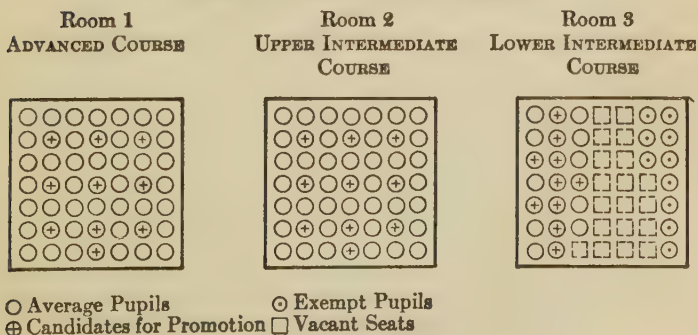 Room 1
ADVANCED COURSE
Room 2
UPPER INTERMEDIATE
COURSE
Room 3
LOWER INTERMEDIATE
COURSE
Average Pupils
Exempt Pupils
Candidates for Promotion
Vacant Seats